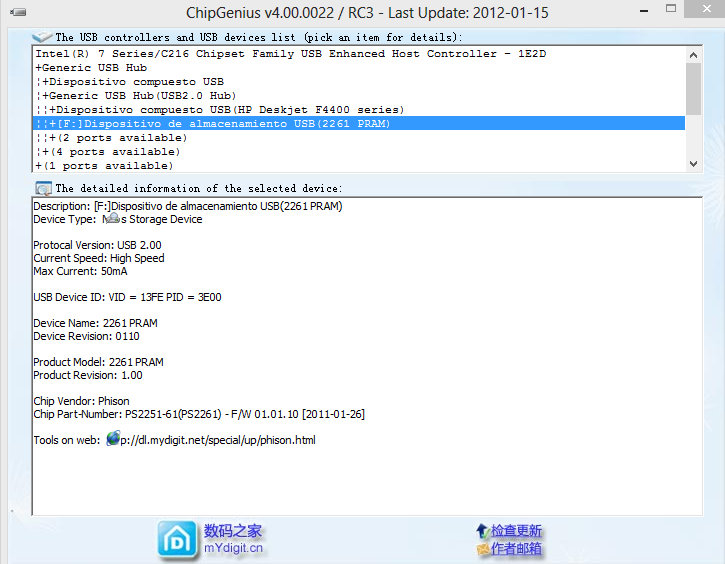 ChipGenius v4.00.0022 / RC3 - Last Update: 2012-01-15
The USB controllers and USB devices list (pick an item for details):
Intel(R) 7 Series/C216 Chipset Family USB Enhanced Host Controller - 1E2D
+Generic USB Hub
¦+Dispositivo compuesto USB
¦+Generic USB Hub(USB2.0 Hub)
¦¦+Dispositivo compuesto USB(HP Deskjet F4400 series)
¦¦+[F:]Dispositivo de almacenamiento USB(2261 PRAM)
¦¦+(2 ports available)
¦+(4 ports available)
+(1 ports available)
The detailed information of the selected device:
Description: [F:]Dispositivo de almacenamiento USB(2261 PRAM)
Device Type: s Storage Device
Protocal Version: USB 2.00
Current Speed: High Speed
Max Current: 50mA
USB Device ID: VID = 13FE PID = 3E00
Device Name: 2261 PRAM
Device Revision: 0110
Product Model: 2261 PRAM
Product Revision: 1.00
Chip Vendor: Phison
Chip Part-Number: PS2251-61(PS2261) - F/W 01.01.10 [2011-01-26]
Tools on web: p://dl.mydigit.net/special/up/phison.html
数码之家
mYdigit.cn
检查更新
作者邮箱